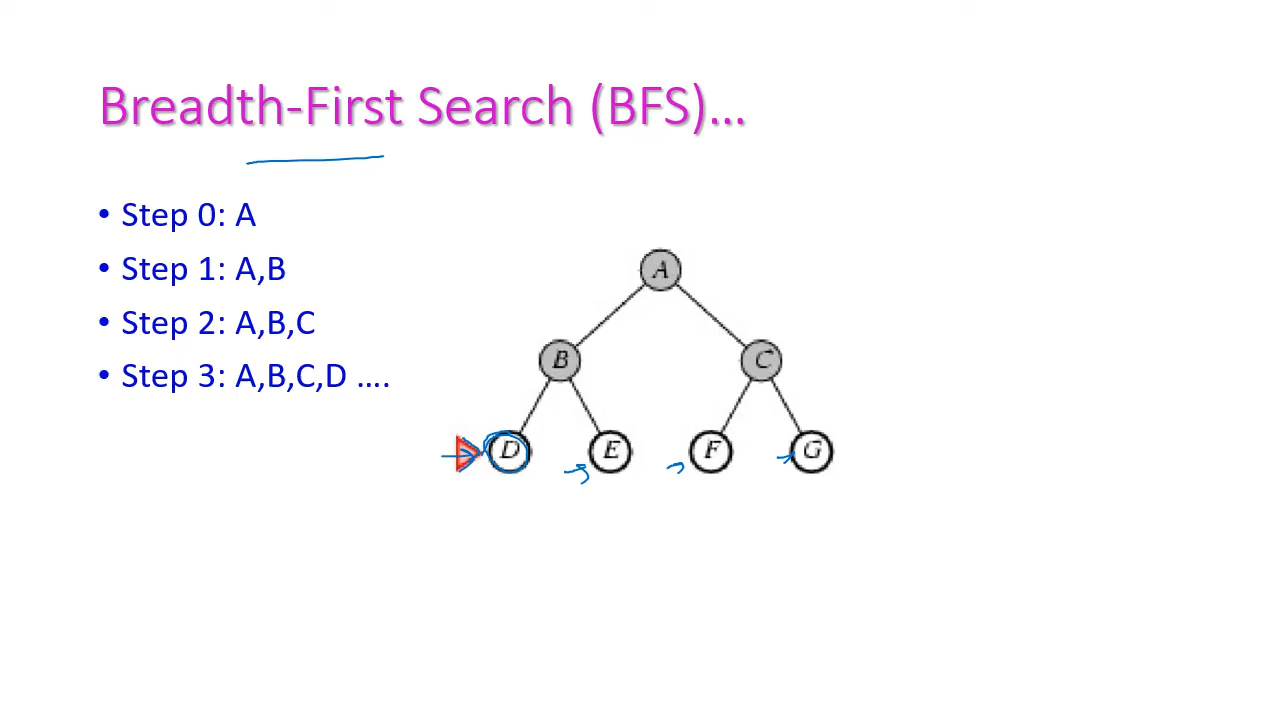 Breadth-First Search (BFS)...
• Step 0: A
• Step 1: A,B
• Step 2: A,B,C
• Step 3: A,B,C,D ....
A
B
C
D
E
F
G